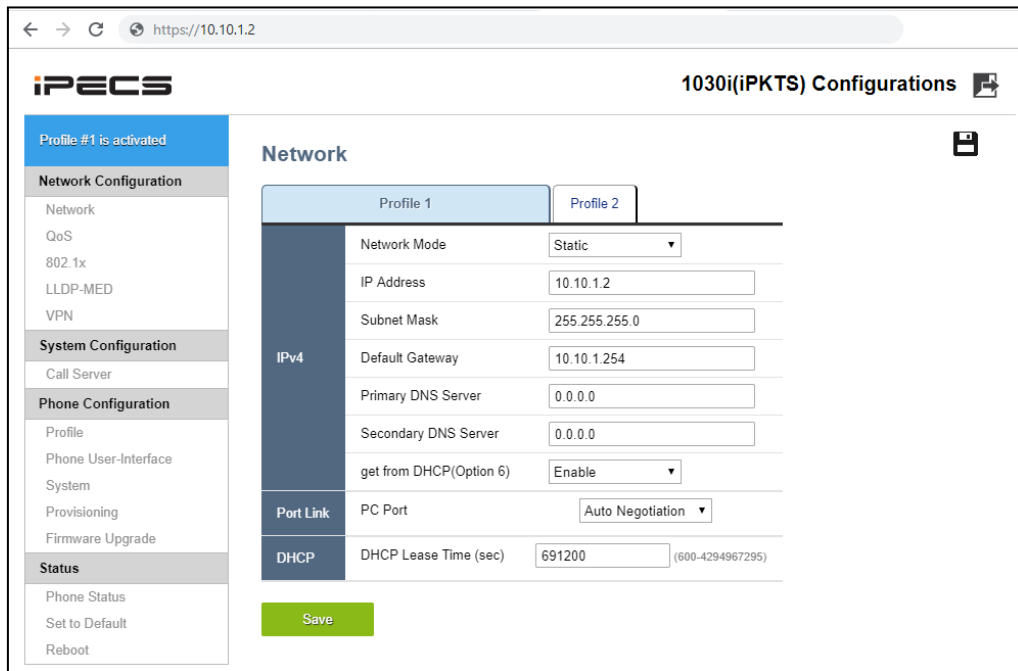 https://10.10.1.2
iPECS
1030i(iPKTS) Configurations
Profile #1 is activated
Network Configuration
Network
QoS
802.1x
LLDP-MED
VPN
System Configuration
Call Server
Phone Configuration
Profile
Phone User-Interface
System
Provisioning
Firmware Upgrade
Status
Phone Status
Set to Default
Reboot
Network
Profile 1 Profile 2
IPv4
Network Mode Static
IP Address 10.10.1.2
Subnet Mask 255.255.255.0
Default Gateway 10.10.1.254
Primary DNS Server 0.0.0.0
Secondary DNS Server 0.0.0.0
get from DHCP(Option 6) Enable
Port Link PC Port Auto Negotiation
DHCP DHCP Lease Time (sec) 691200 (600-4294967295)
Save